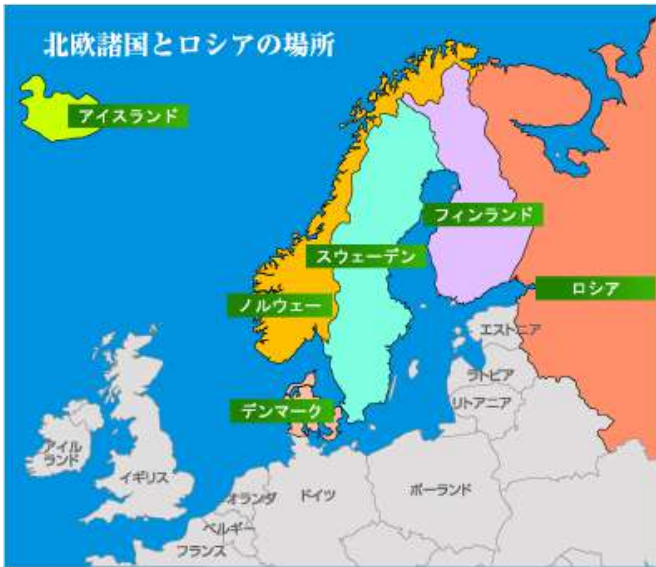 北欧諸国とロシアの場所
アイスランド
フィンランド
スウェーデン
ロシア
ノルウェー
エストニア
ラトビア
リトアニア
デンマーク
アイル
ランド
イギリス
オランダ
ドイツ
ポーランド
ベルギー
フランス